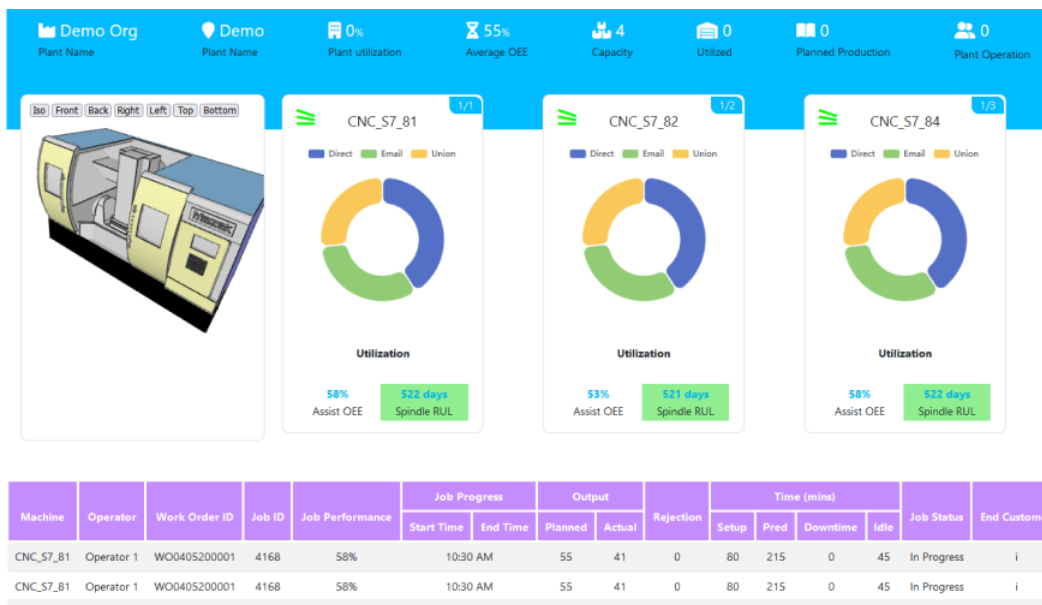 Demo Org
Plant Name
Demo
Plant Name
0%
Plant utilization
55%
Average OEE
4
Capacity
0
Utilized
0
Planned Production
0
Plant Operation
Iso Front Back Right Left Top Bottom
1/1
CNC_S7_81
Direct Email Union
Utilization
58%
Assist OEE
522 days
Spindle RUL
1/2
CNC_S7_82
Direct Email Union
Utilization
53%
Assist OEE
521 days
Spindle RUL
1/3
CNC_S7_84
Direct Email Union
Utilization
58%
Assist OEE
522 days
Spindle RUL
Job Progress Output Time (mins)
Machine Operator Work Order ID Job ID Job Performance Rejection Job Status End Custom
Start Time End Time Planned Actual Setup Pred Downtime Idle
CNC_S7_81 Operator 1 WO0405200001 4168 58% 10:30 AM 55 41 0 80 215 0 45 In Progress i
CNC_S7_81 Operator 1 WO0405200001 4168 58% 10:30 AM 55 41 0 80 215 0 45 In Progress i